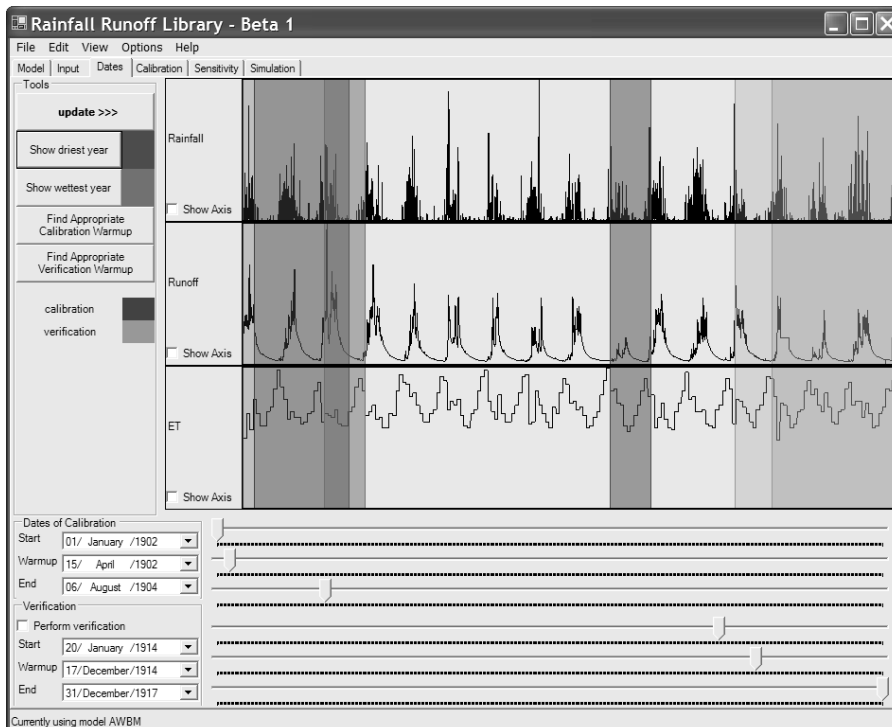 Rainfall Runoff Library - Beta 1
File Edit View Options Help
Model Input Dates Calibration Sensitivity Simulation
Tools
update >>>
Show driest year
Show wettest year
Find Appropriate
Calibration Warmup
Find Appropriate
Verification Warmup
calibration
verification
Rainfall
Show Axis
Runoff
Show Axis
ET
Show Axis
Dates of Calibration
Start 01/ January /1902
Warmup 15/ April /1902
End 06/ August /1904
Verification
Perform verification
Start 20/ January /1914
Warmup 17/December/1914
End 31/December/1917
Currently using model AWBM